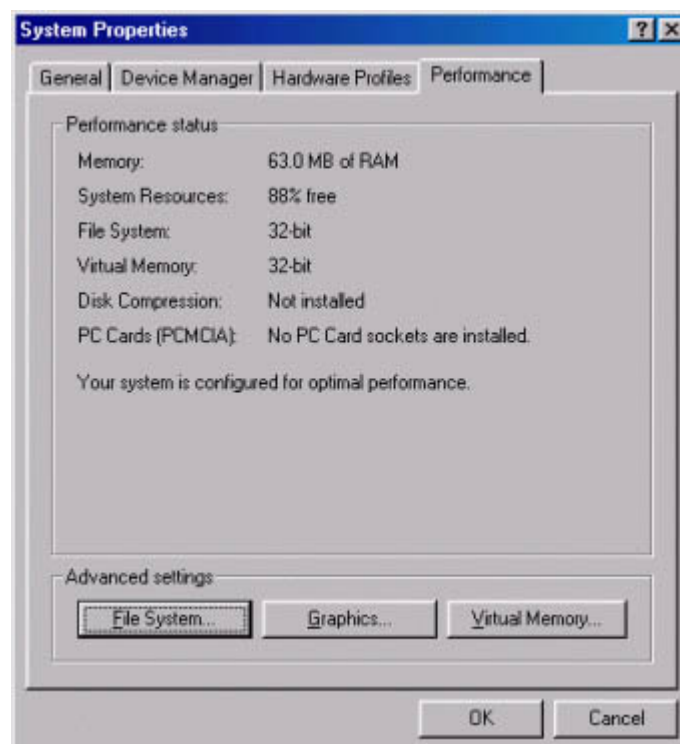 System Properties
General Device Manager Hardware Profiles Performance
Performance status
Memory: 63.0 MB of RAM
System Resources: 88% free
File System: 32-bit
Virtual Memory: 32-bit
Disk Compression: Not installed
PC Cards (PCMCIA): No PC Card sockets are installed.
Your system is configured for optimal performance.
Advanced settings
File System... Graphics... Virtual Memory...
OK Cancel